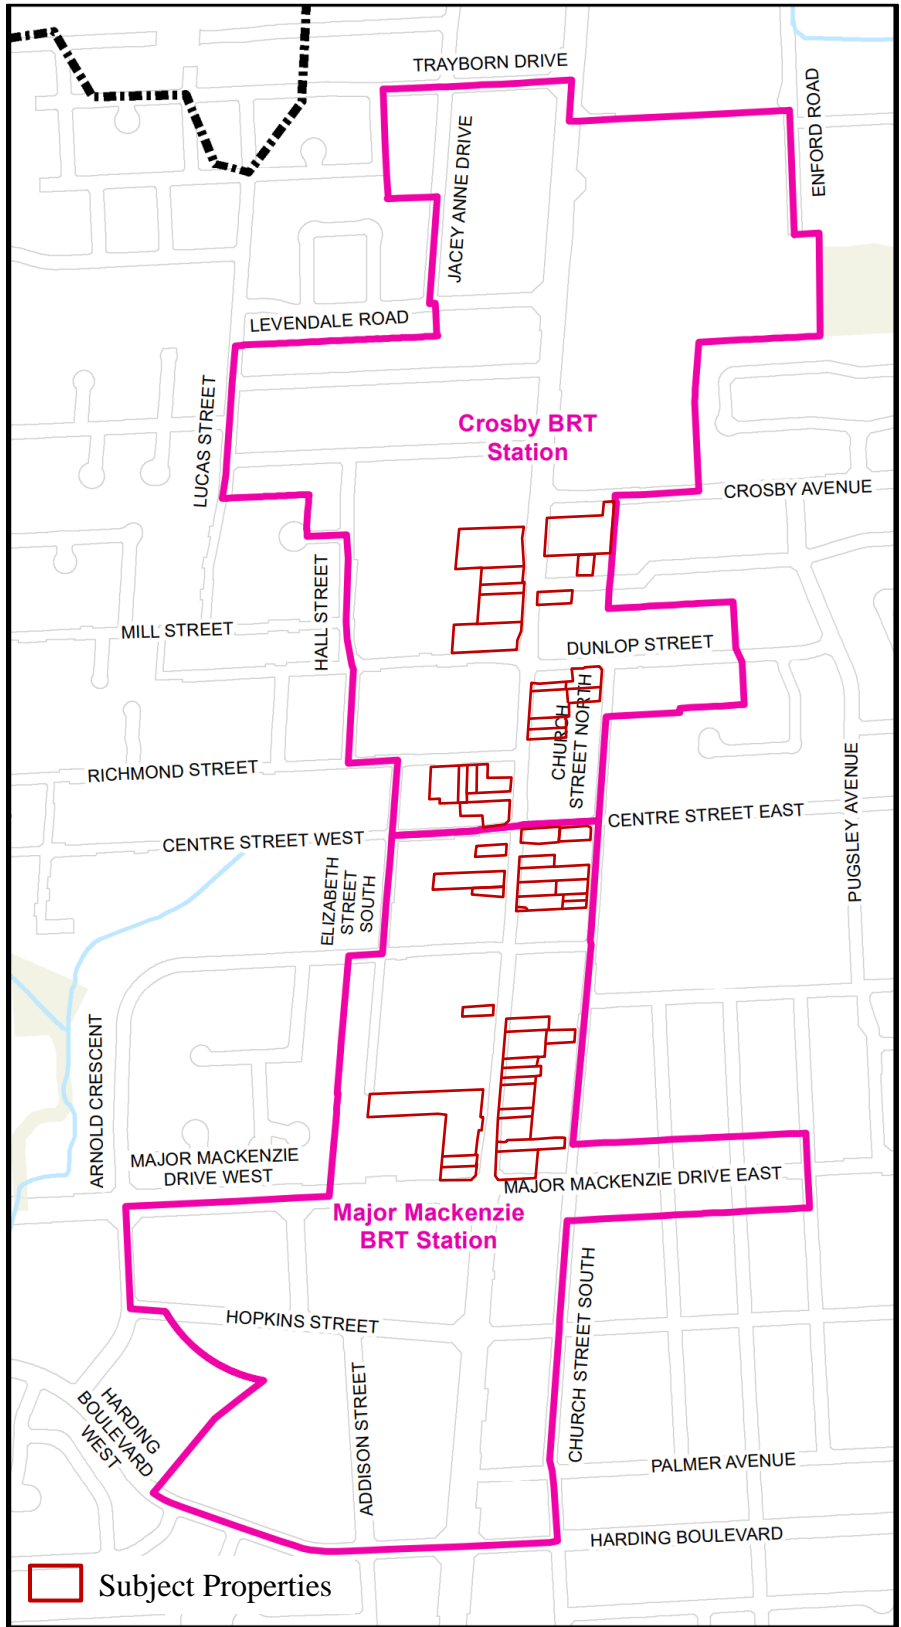 TRAYBORN DRIVE
ENFORD ROAD
JACEY ANNE DRIVE
LEVENDALE ROAD
LUCAS STREET
Crosby BRT
Station
CROSBY AVENUE
HALL STREET
MILL STREET
DUNLOP STREET
CHURCH
STREET NORTH
RICHMOND STREET
PUGSLEY AVENUE
CENTRE STREET EAST
CENTRE STREET WEST
ELIZABETH
STREET
SOUTH
ARNOLD CRESCENT
MAJOR MACKENZIE
DRIVE WEST
MAJOR MACKENZIE DRIVE EAST
Major Mackenzie
BRT Station
HOPKINS STREET
CHURCH STREET SOUTH
ADDISON STREET
HARDING
BOULEVARD
WEST
PALMER AVENUE
HARDING BOULEVARD
Subject Properties